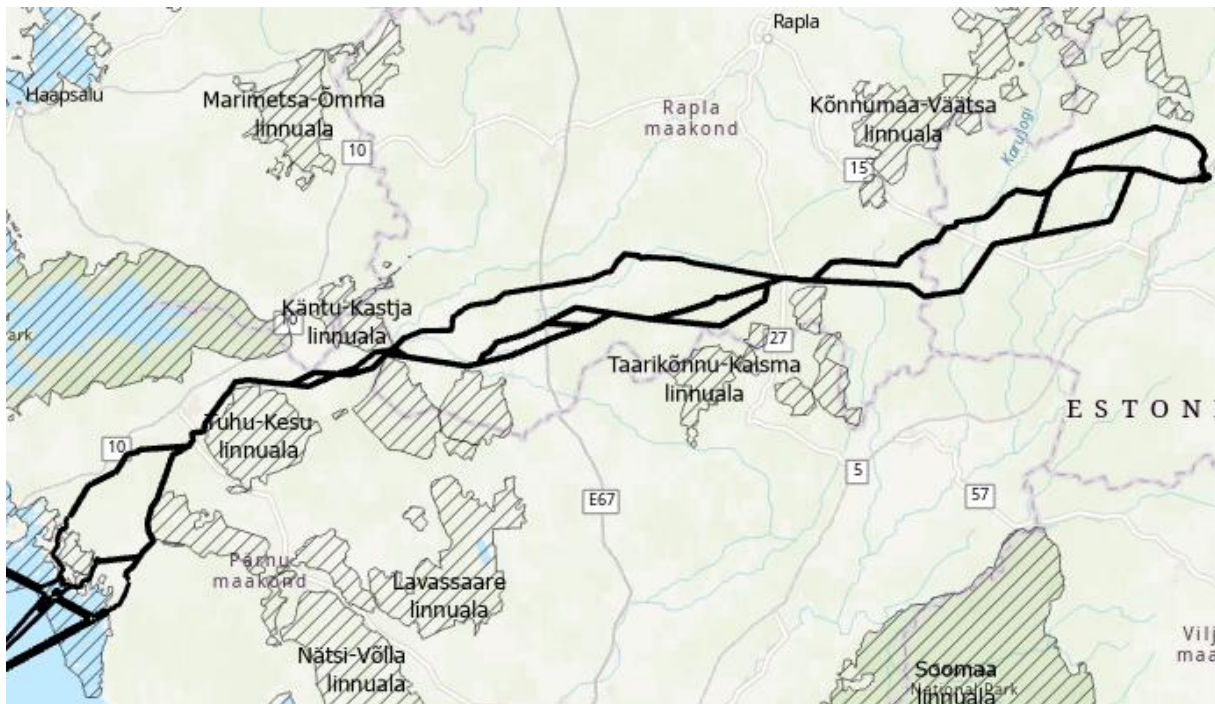 Rapla
Haapsalu
Marimetsa-Õmma
linnuala
Rapla
maakond
Kõnnumaa-Väätsa
linnuala
10
15
Käntu-Kastja
linnuala
ark
27
Taarikõnnu-Kaisma
linnuala
ESTONI
Tuhu-Kesu
linnuala
10
5
E67
57
Pärnu
maakond
Lavassaare
linnuala
Nätsi-Võlla
linnuala
Vilj
maa
Soomaa
National Park
linnuala